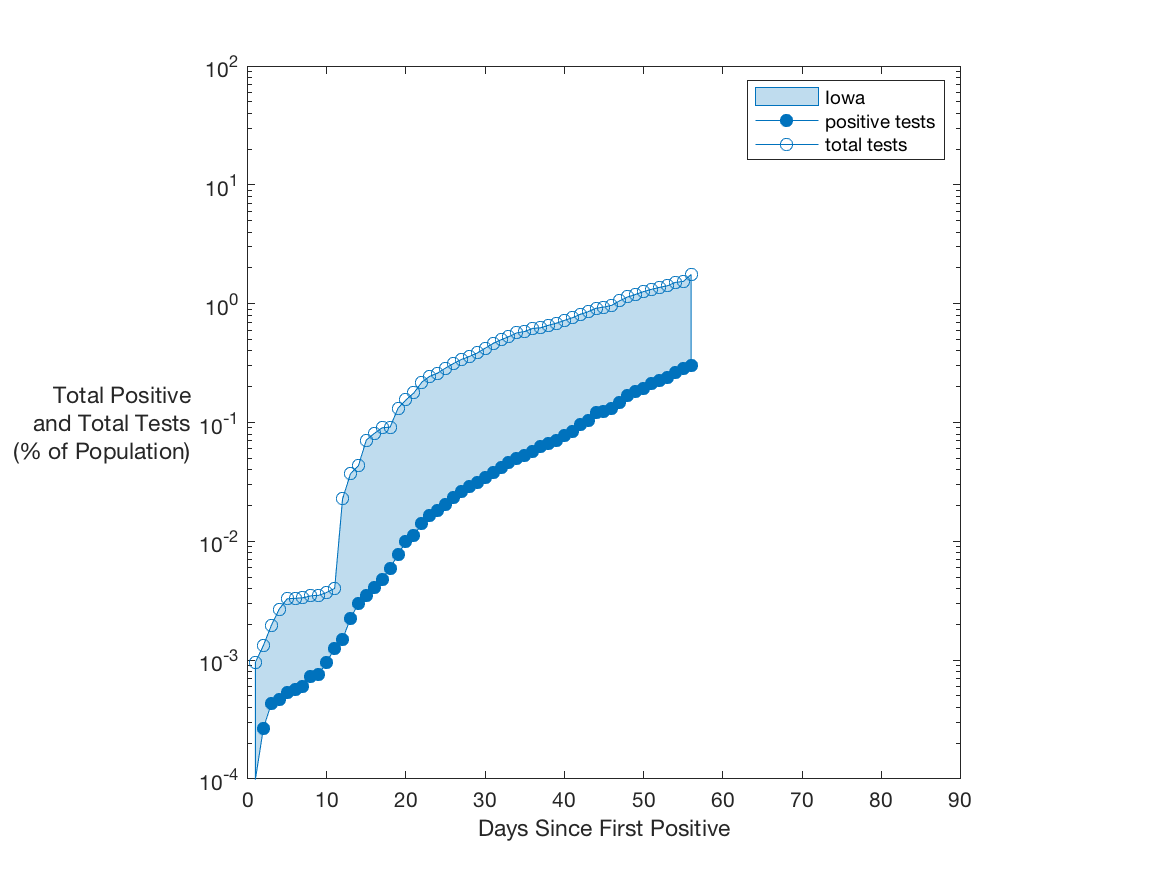 10^2
10^1
10^0
10^-1
10^-2
10^-3
10^-4
Total Positive
and Total Tests
(% of Population)
Iowa
positive tests
total tests
0 10 20 30 40 50 60 70 80 90
Days Since First Positive